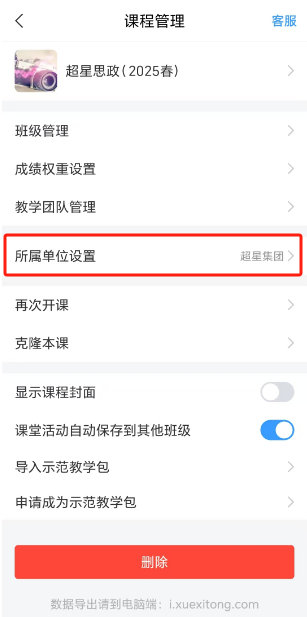 课程管理 客服
超星思政(2025春)
班级管理
成绩权重设置
教学团队管理
所属单位设置 超星集团
再次开课
克隆本课
显示课程封面
课堂活动自动保存到其他班级
导入示范教学包
申请成为示范教学包
删除
数据导出请到电脑端：i.xuexitong.com